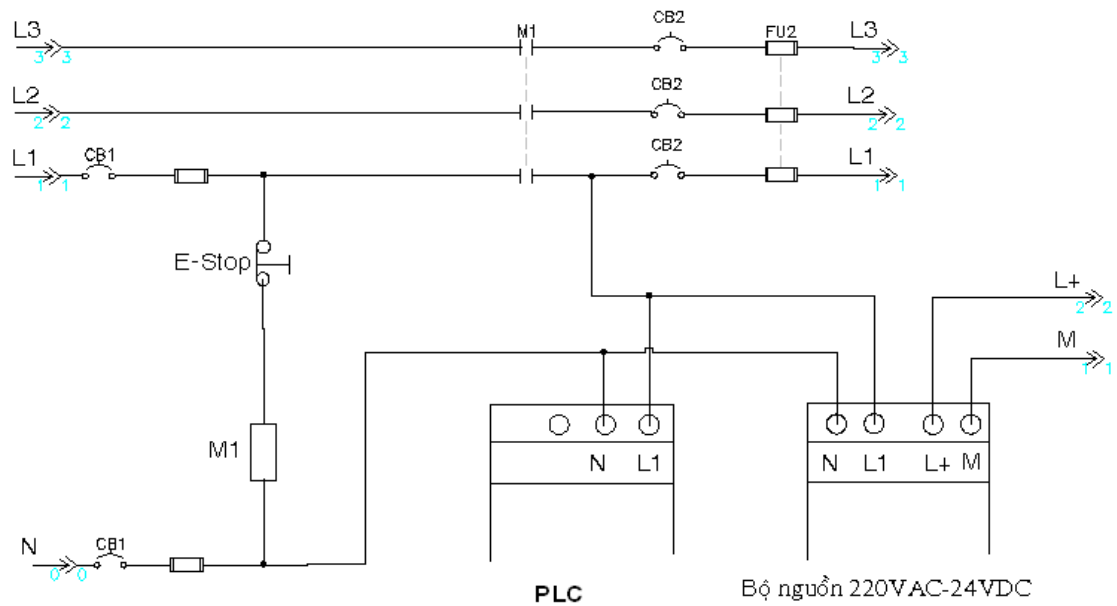 CB2
L3 M1 FU2 L3
3 3 3 3
L2 CB2 L2
2 2 2 2
L1 CB1 CB2 L1
1 1 1 1
E-Stop
L+
2 2
M
1 1
M1
N L1
N L1 L+ M
N CB1
0 0
PLC
Bộ nguồn 220VAC-24VDC